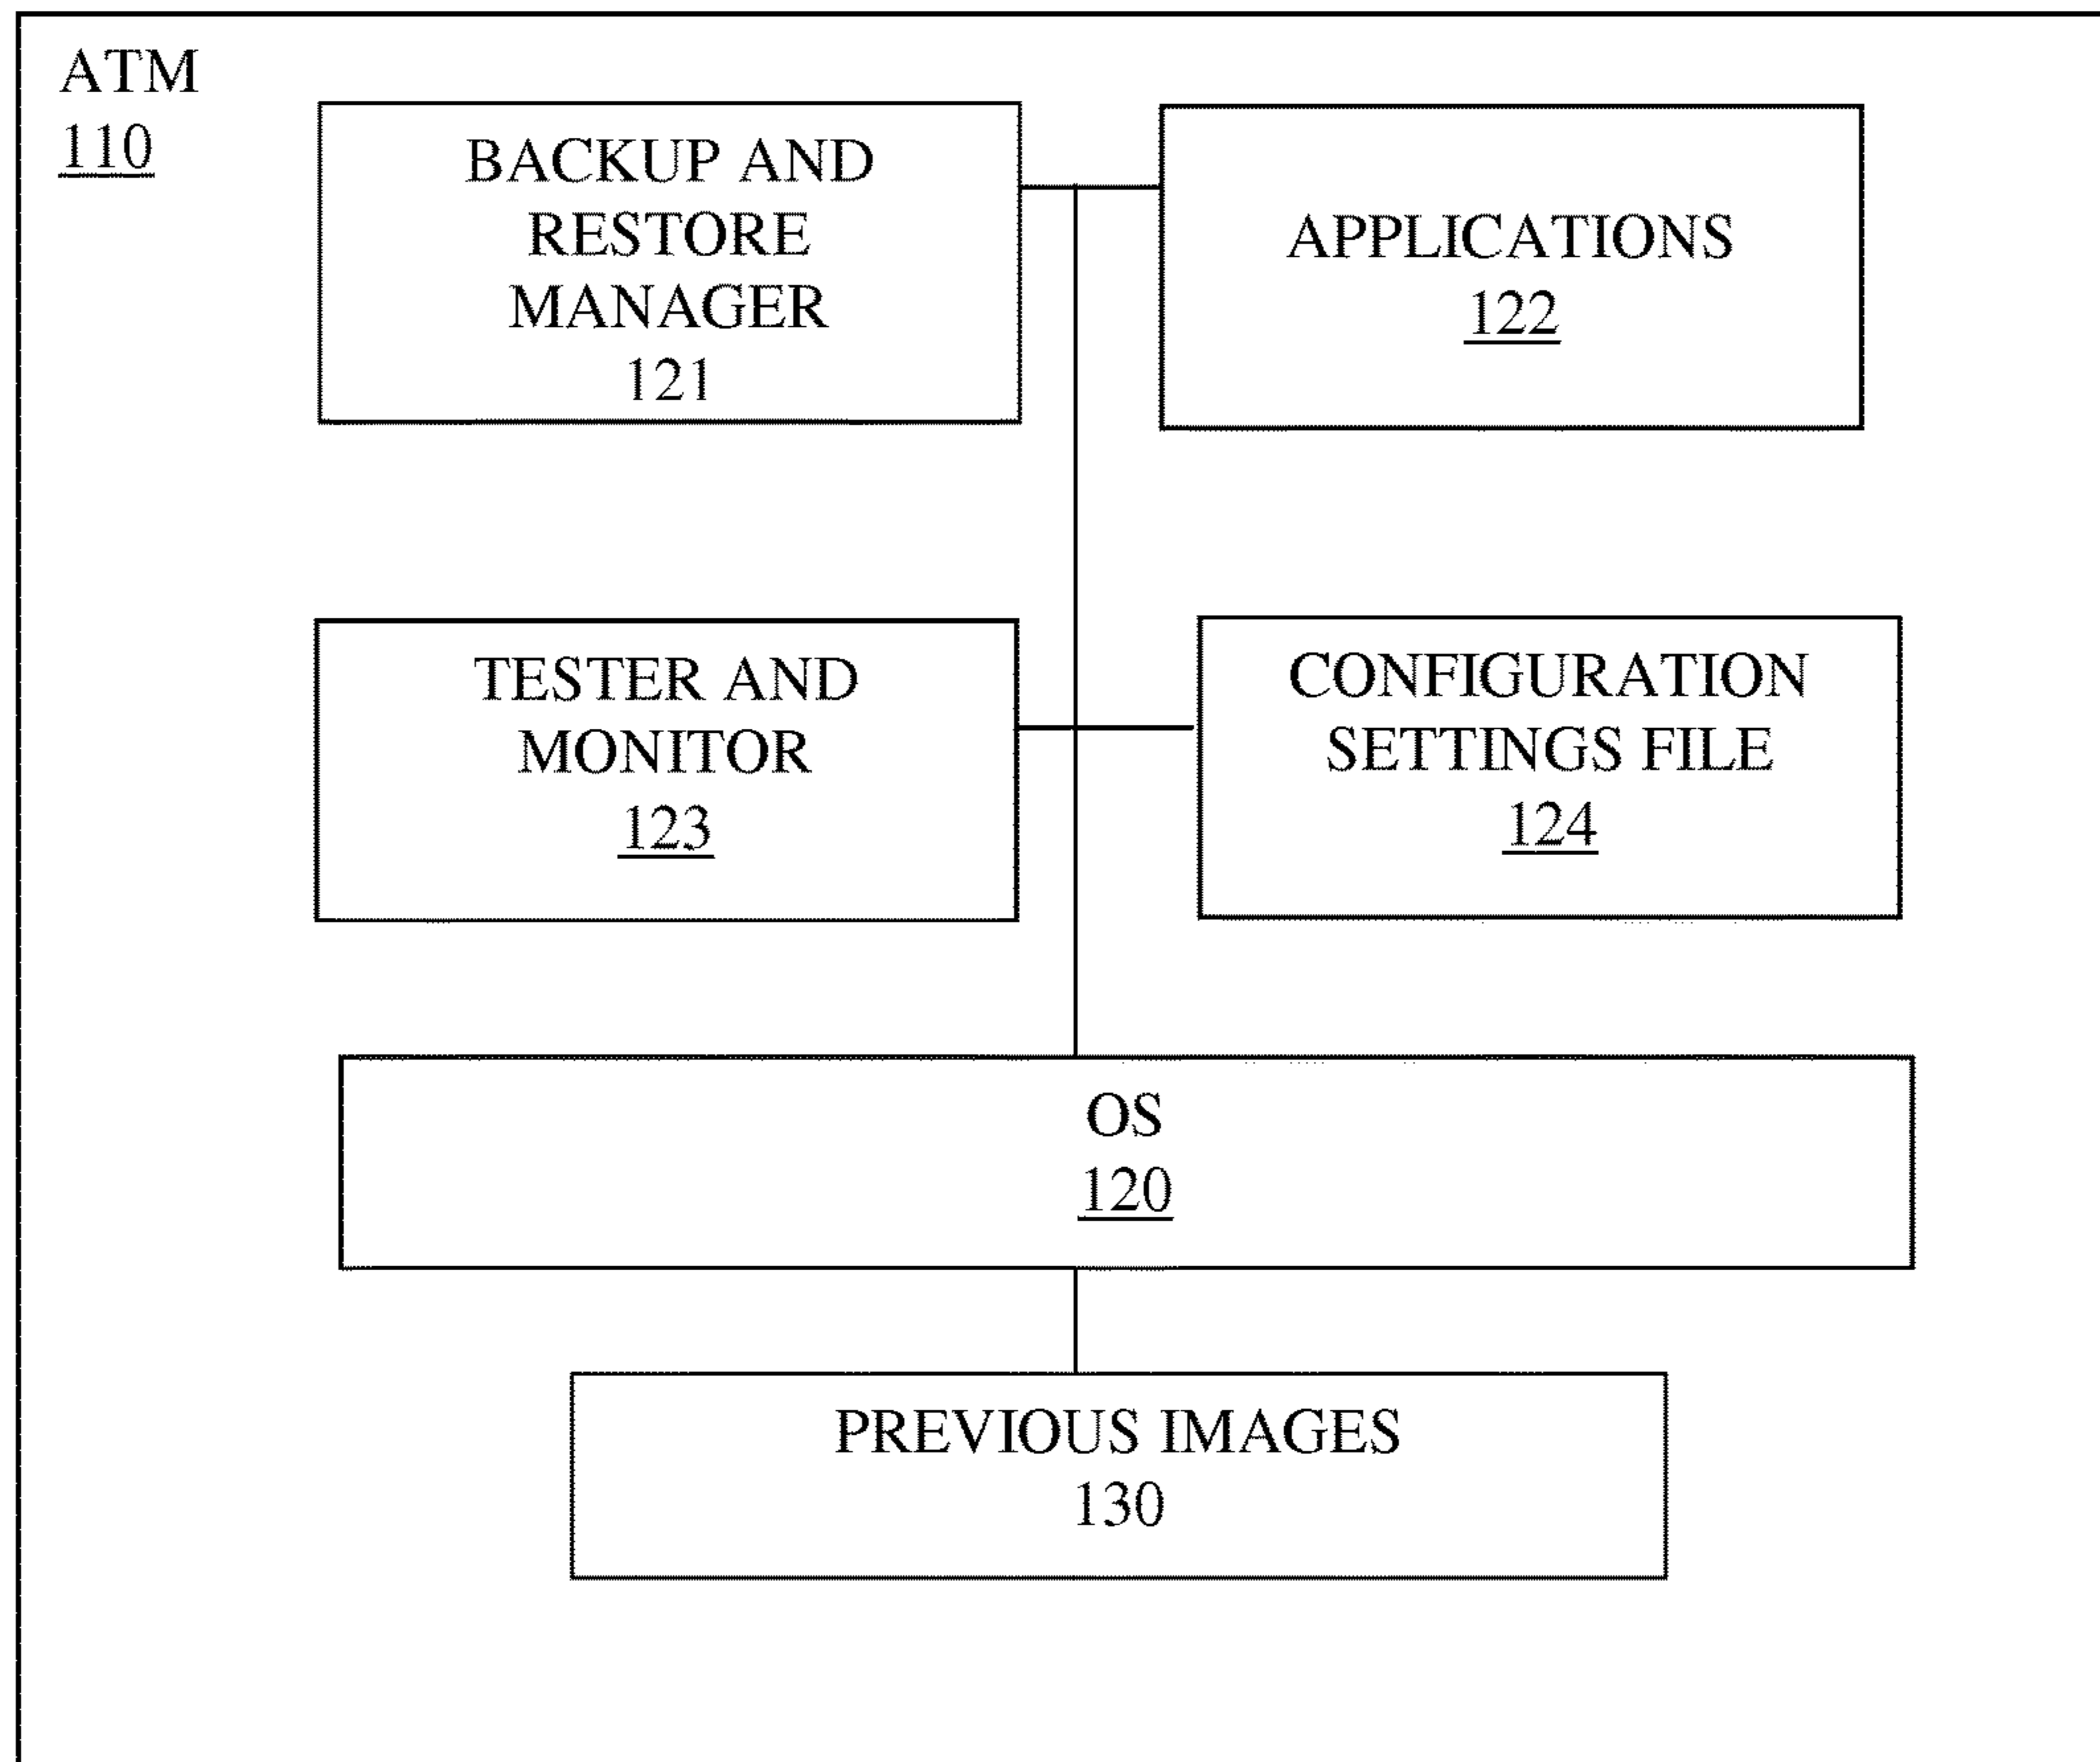 ATM
110
BACKUP AND
RESTORE
MANAGER
121
APPLICATIONS
122
TESTER AND
MONITOR
123
CONFIGURATION
SETTINGS FILE
124
OS
120
PREVIOUS IMAGES
130